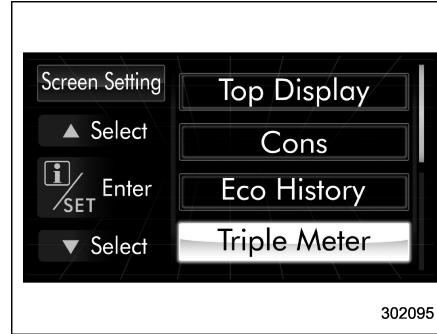 Screen Setting
Top Display
▲ Select
Cons
i/SET Enter
Eco History
▼ Select
Triple Meter
302095